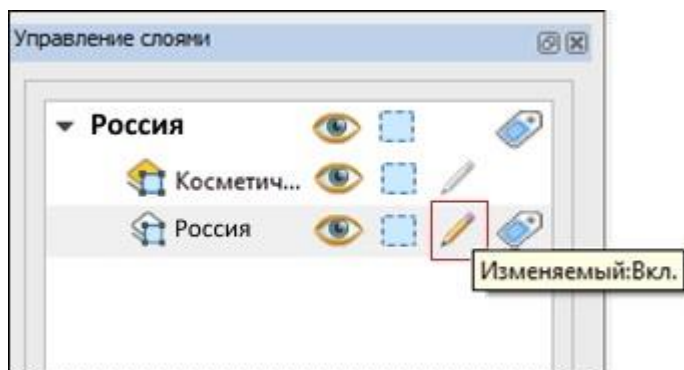 Управление слоями
Россия
Косметич...
Россия
Изменяемый:Вкл.